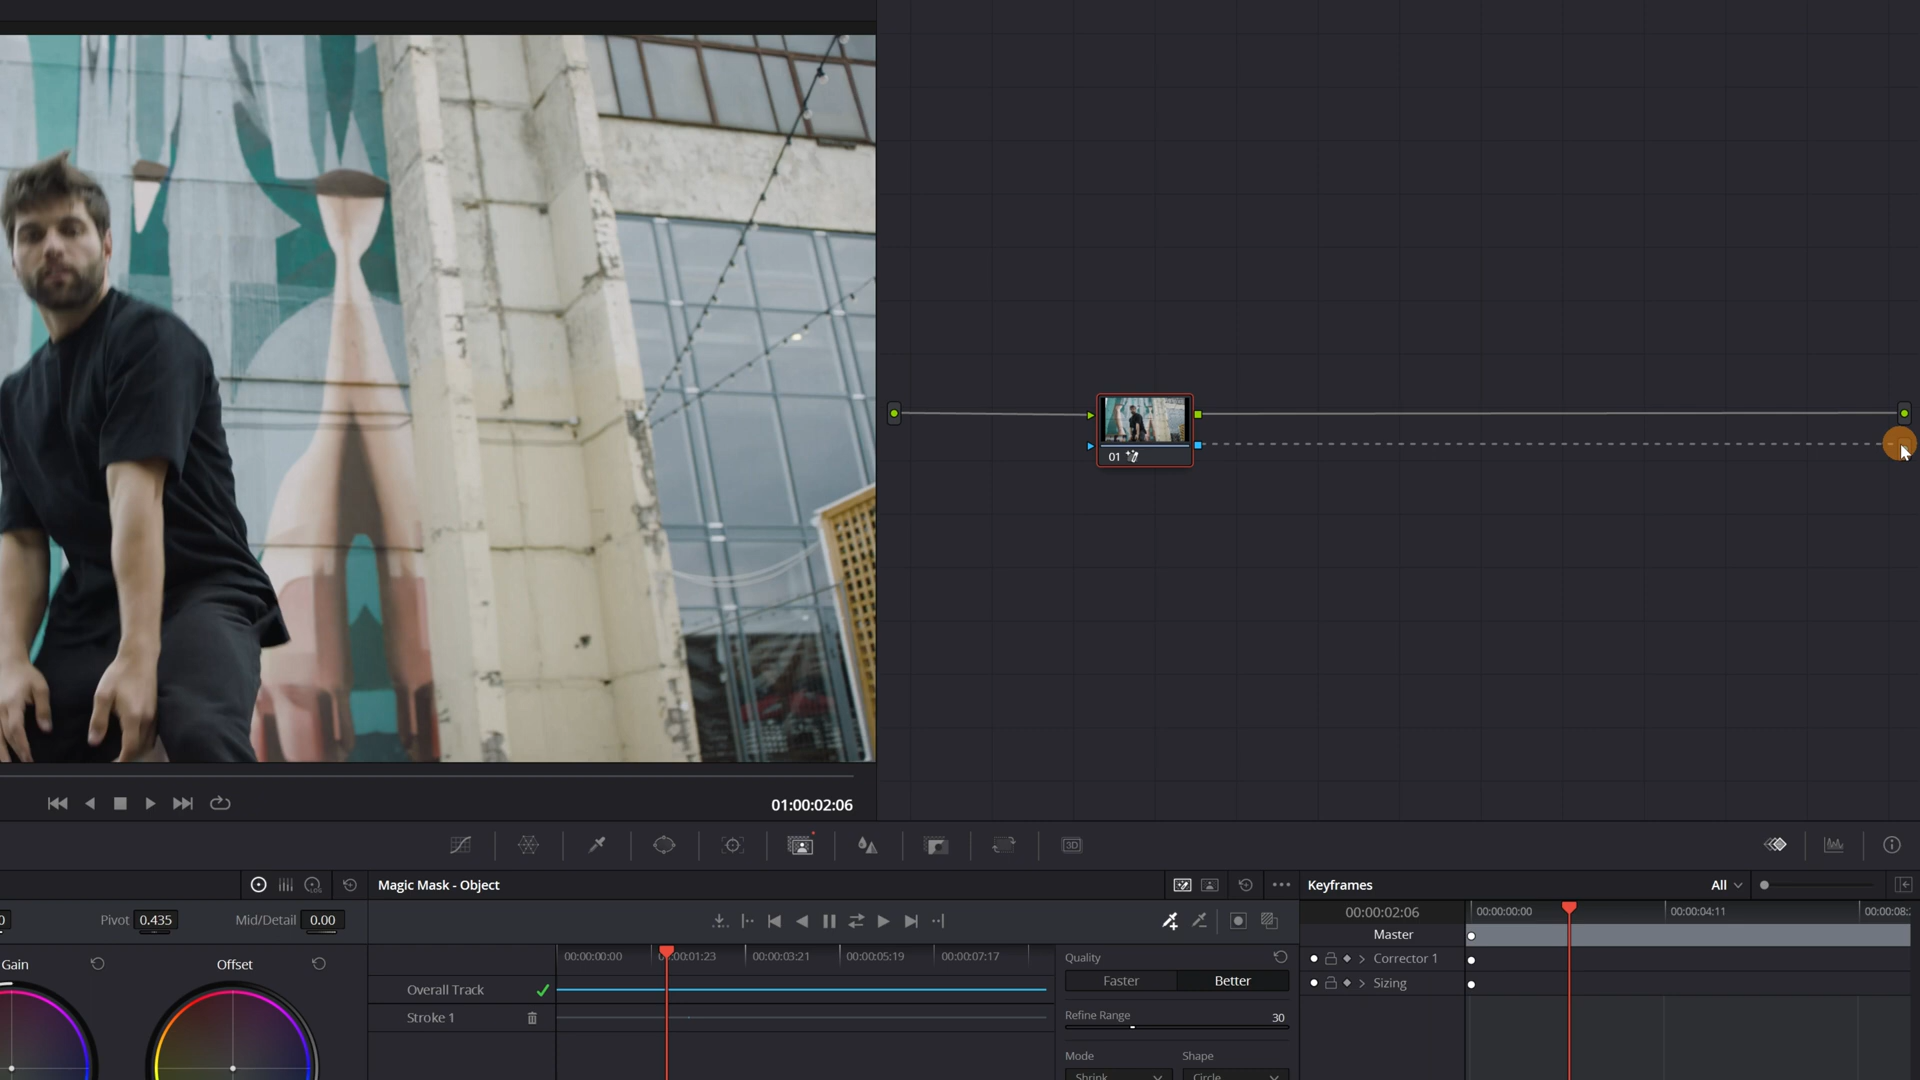 01
01:00:02:06
3D
Magic Mask - Object
Keyframes
All
0
Pivot 0.435
Mid/Detail 0.00
00:00:02:06
00:00:00:00
00:00:04:11
00:00:08:
Master
Gain
Offset
00:00:00:00
00:01:23
00:00:03:21
00:00:05:19
00:00:07:17
Quality
Corrector 1
Faster
Better
Sizing
Overall Track
Stroke 1
Refine Range 30
Mode
Shape
Shrink
Circle
LOG